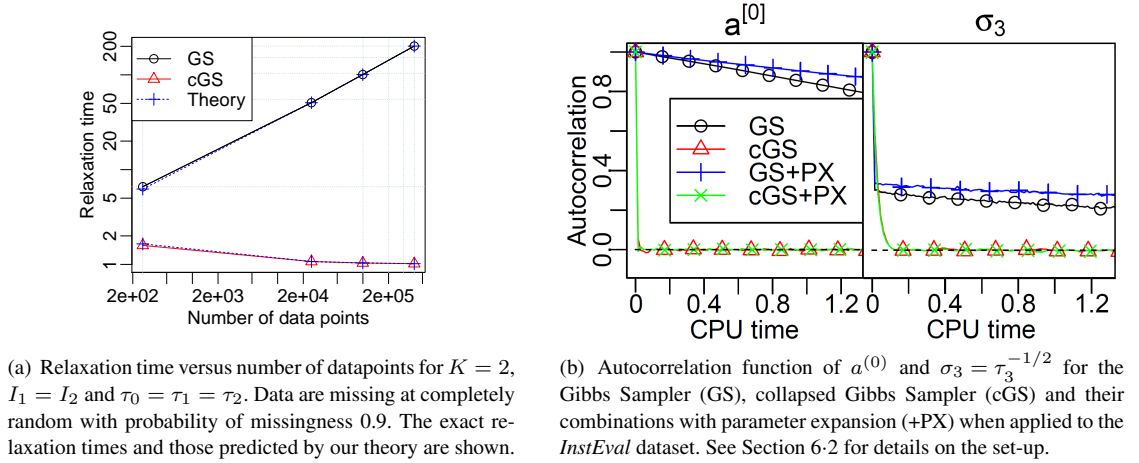 200
50
20
5
2
1
Relaxation time
GS
cGS
Theory
2e+02
2e+03
2e+04
2e+05
Number of data points
a[0]
σ3
Autocorrelation
0.8
0.4
0.0
GS
cGS
GS+PX
cGS+PX
0
0.4
0.8
1.2
CPU time
0
0.4
0.8
1.2
CPU time
(a) Relaxation time versus number of datapoints for K = 2,
I1 = I2 and τ0 = τ1 = τ2. Data are missing at completely
random with probability of missingness 0.9. The exact re-
laxation times and those predicted by our theory are shown.
(b) Autocorrelation function of a(0) and σ3 = τ3−1/2 for the
Gibbs Sampler (GS), collapsed Gibbs Sampler (cGS) and their
combinations with parameter expansion (+PX) when applied to the
InstEval dataset. See Section 6·2 for details on the set-up.